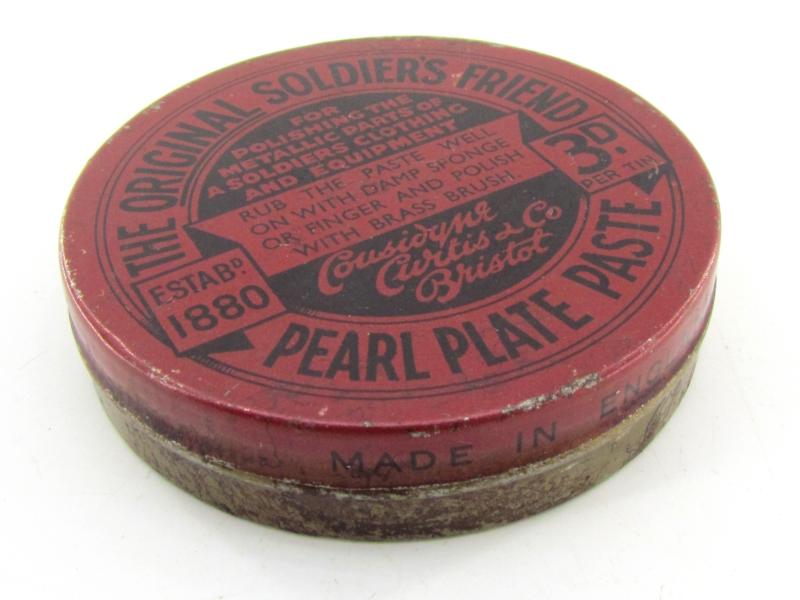 THE ORIGINAL SOLDIER'S FRIEND
FOR
POLISHING THE
METALLIC PARTS OF
A SOLDIERS CLOTHING
AND EQUIPMENT
RUB THE PASTE WELL
ON WITH DAMP SPONGE
OR FINGER AND POLISH
WITH BRASS BRUSH.
3D.
PER TIN
ESTABD.
1880
Cousidyne
Curtis & Co
Bristol
PEARL PLATE PASTE
MADE IN ENGL